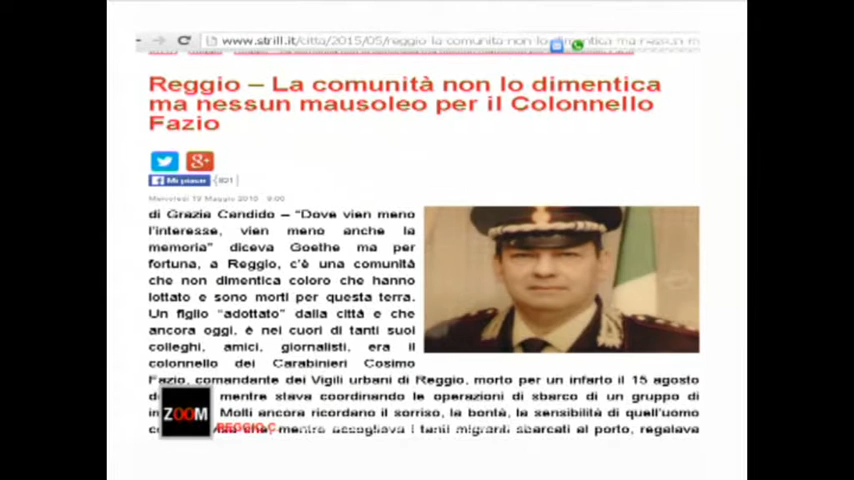 www.strill.it/citta/2015/05/reggio-la-comunita-non-lo-dimentica-ma-nessun-m
Reggio – La comunità non lo dimentica
ma nessun mausoleo per il Colonnello
Fazio
Mi piace
821
9:00
di Grazia Candido – “Dove vien meno
l’interesse, vien meno anche la
memoria” diceva Goethe ma per
fortuna, a Reggio, c’è una comunità
che non dimentica coloro che hanno
lottato e sono morti per questa terra.
Un figlio “adottato” dalla città e che
ancora oggi, è nei cuori di tanti suoi
colleghi, amici, giornalisti, era il
colonnello dei Carabinieri Cosimo
Fazio, comandante dei Vigili urbani di Reggio, morto per un infarto il 15 agosto
mentre stava coordinando le operazioni di sbarco di un gruppo di
Molti ancora ricordano il sorriso, la bontà, la sensibilità di quell’uomo
che, mentre accoglieva i tanti migranti sbarcati al porto, regalava
ZOOM
REGGIO C